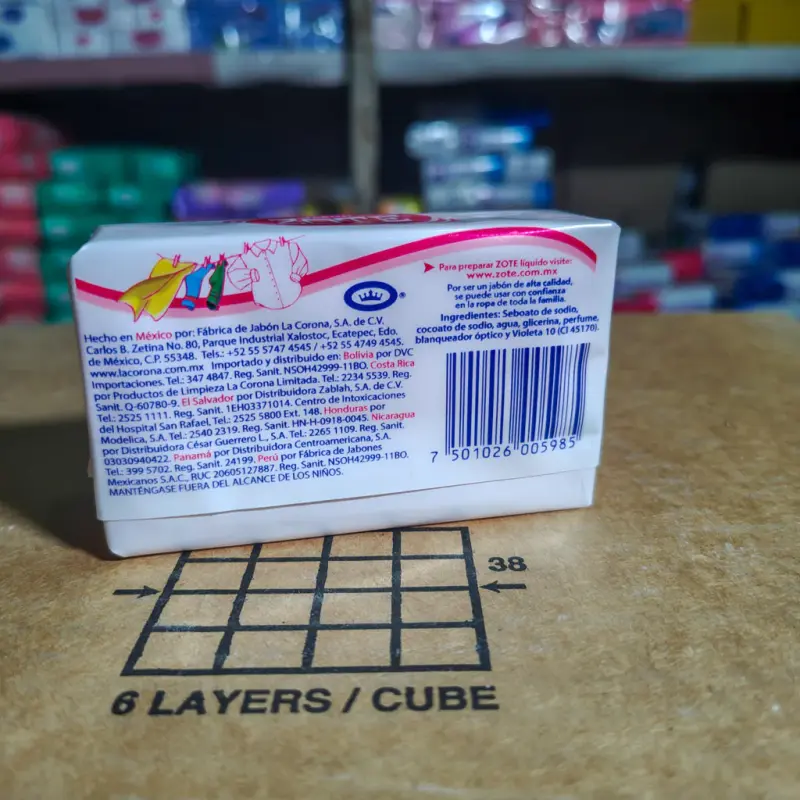 Para preparar ZOTE líquido visite:
www.zote.com.mx
Por ser un jabón de alta calidad,
se puede usar con confianza
en la ropa de toda la familia.
Ingredientes: Seboato de sodio,
cocoato de sodio, agua, glicerina, perfume,
blanqueador óptico y Violeta 10 (CI 45170).
7 501026 005985
®
Hecho en México por: Fábrica de Jabón La Corona, S.A. de C.V.
Carlos B. Zetina No. 80, Parque Industrial Xalostoc, Ecatepec, Edo.
de México, C.P. 55348. Tels.: +52 55 5747 4545 / +52 55 4749 4545.
www.lacorona.com.mx Importado y distribuido en: Bolivia por DVC
Importaciones. Tel.: 347 4847. Reg. Sanit. NSOH42999-11BO. Costa Rica
por Productos de Limpieza La Corona Limitada. Tel.: 2234 5539. Reg.
Sanit. Q-60780-9. El Salvador por Distribuidora Zablah, S.A. de C.V.
Tel.: 2525 1111. Reg. Sanit. 1EH03371014. Centro de Intoxicaciones
del Hospital San Rafael, Tel.: 2525 5800 Ext. 148. Honduras por
Modelica, S.A. Tel.: 2540 2319. Reg. Sanit. HN-H-0918-0045. Nicaragua
por Distribuidora César Guerrero L., S.A. Tel.: 2265 1109. Reg. Sanit.
03030940422. Panamá por Distribuidora Centroamericana, S.A.
Tel.: 399 5702. Reg. Sanit. 24199. Perú por Fábrica de Jabones
Mexicanos S.A.C., RUC 20605127887. Reg. Sanit. NSOH42999-11BO.
MANTÉNGASE FUERA DEL ALCANCE DE LOS NIÑOS.
38
6 LAYERS / CUBE